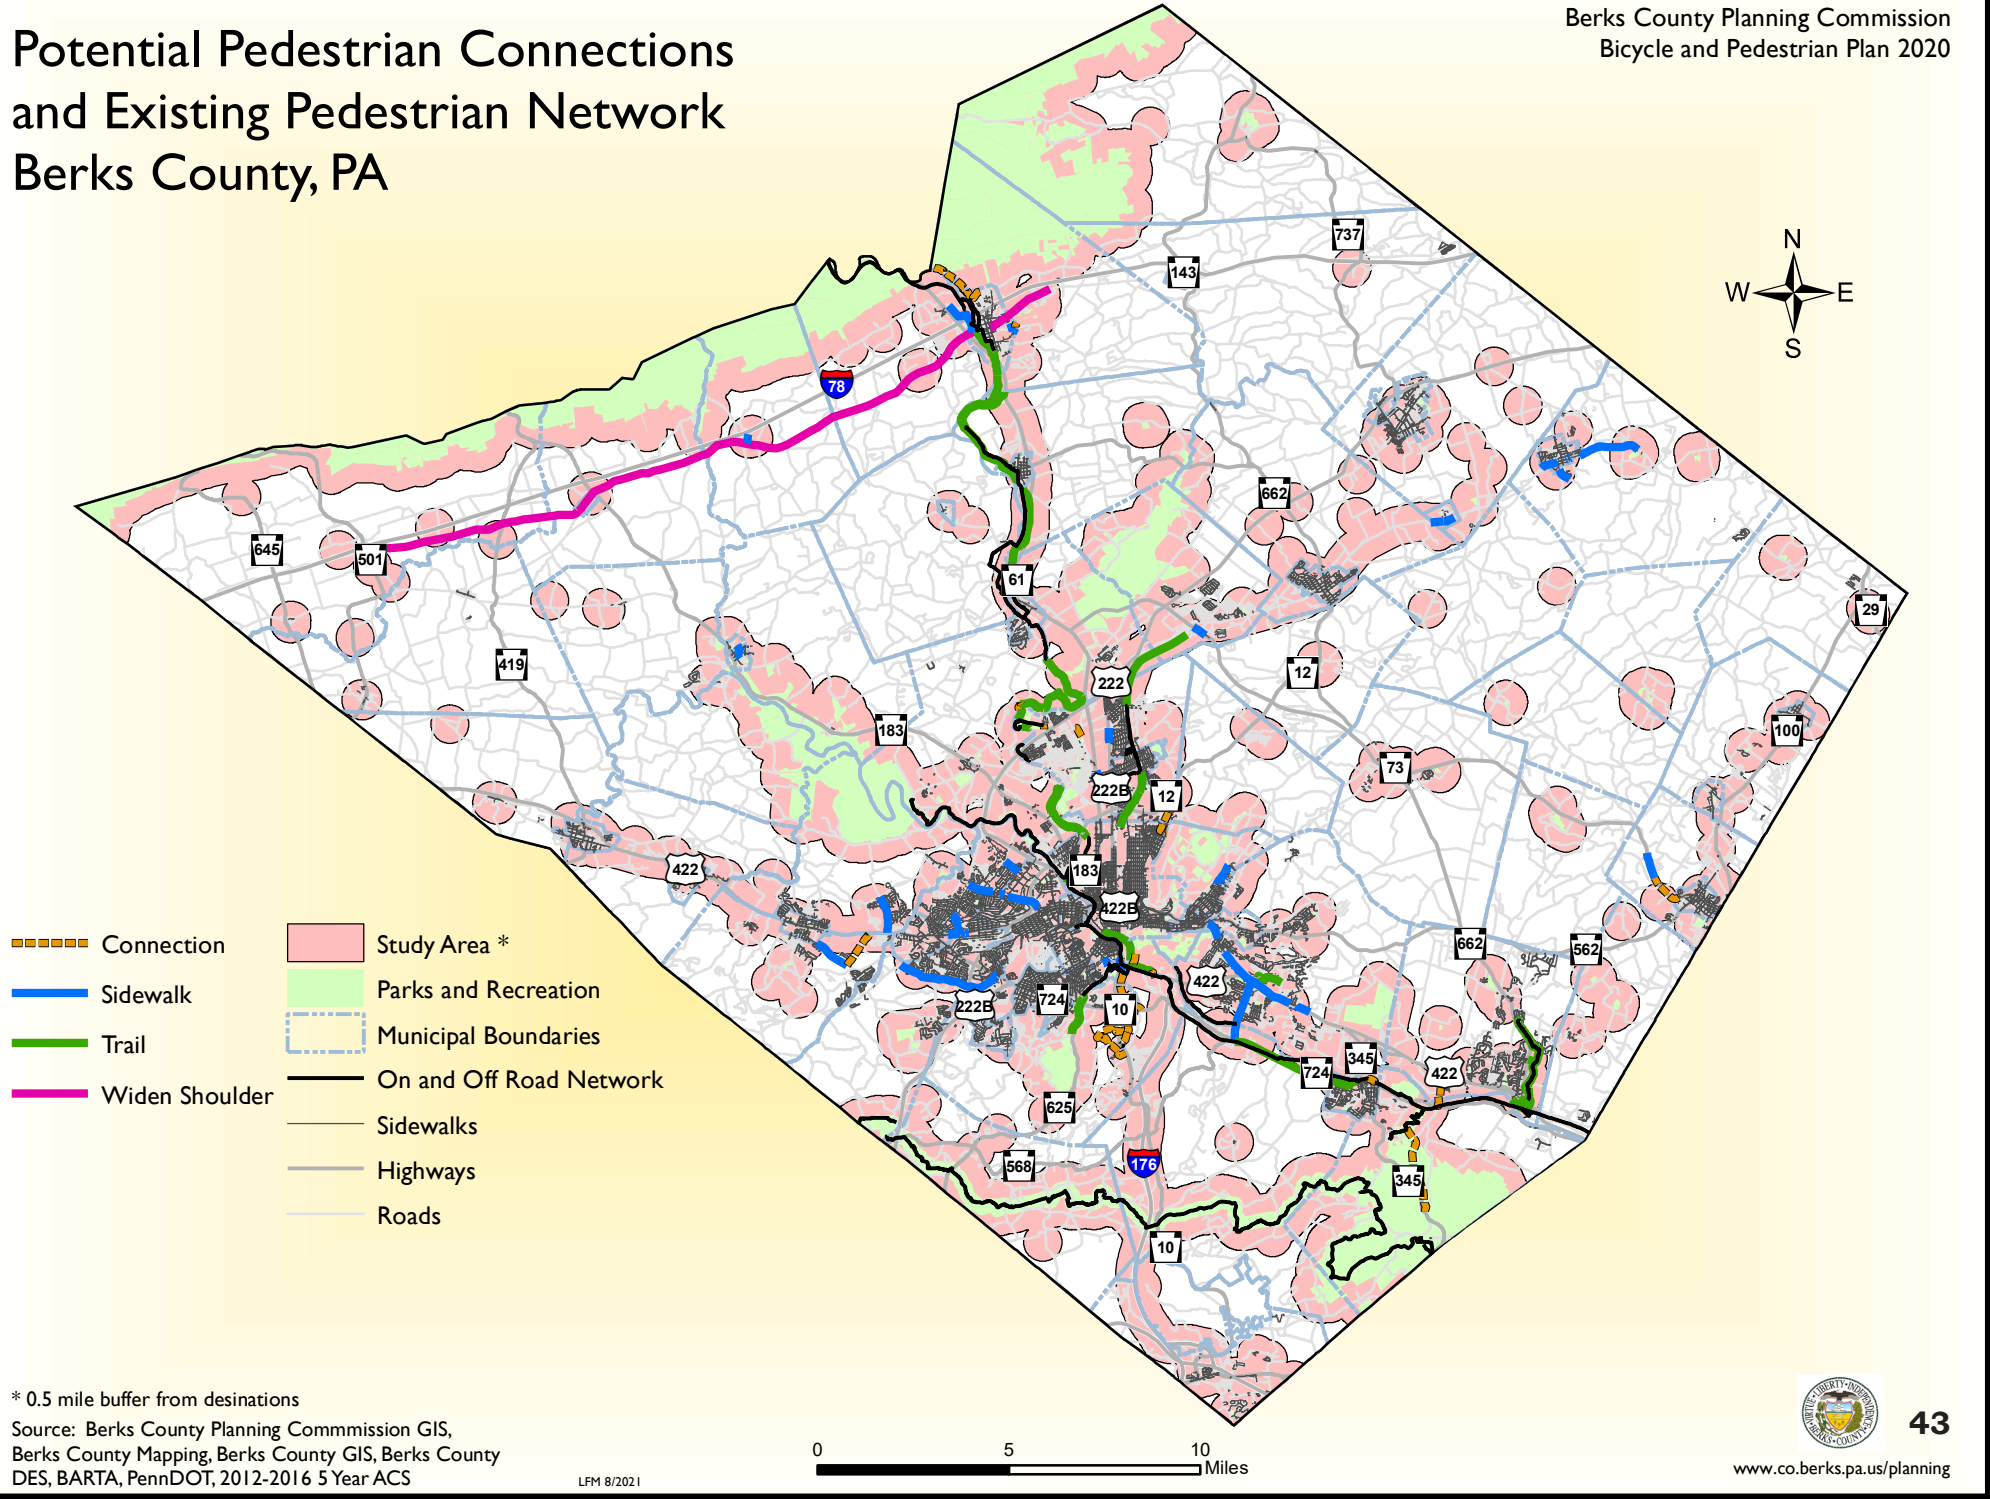 Potential Pedestrian Connections
and Existing Pedestrian Network
Berks County, PA
Berks County Planning Commission
Bicycle and Pedestrian Plan 2020
N
W E
S
737
143
78
662
645
501
61
29
419
12
222
183
100
73
222B
12
422
183
422B
662
562
422
222B
724
10
345
724
422
625
568
176
345
10
Connection
Sidewalk
Trail
Widen Shoulder
Study Area *
Parks and Recreation
Municipal Boundaries
On and Off Road Network
Sidewalks
Highways
Roads
* 0.5 mile buffer from desinations
Source: Berks County Planning Commmission GIS,
Berks County Mapping, Berks County GIS, Berks County
DES, BARTA, PennDOT, 2012-2016 5 Year ACS
LFM 8/2021
0 5 10
Miles
VIRTUE·LIBERTY·INDEPENDENCE
BERKS·COUNTY
43
www.co.berks.pa.us/planning